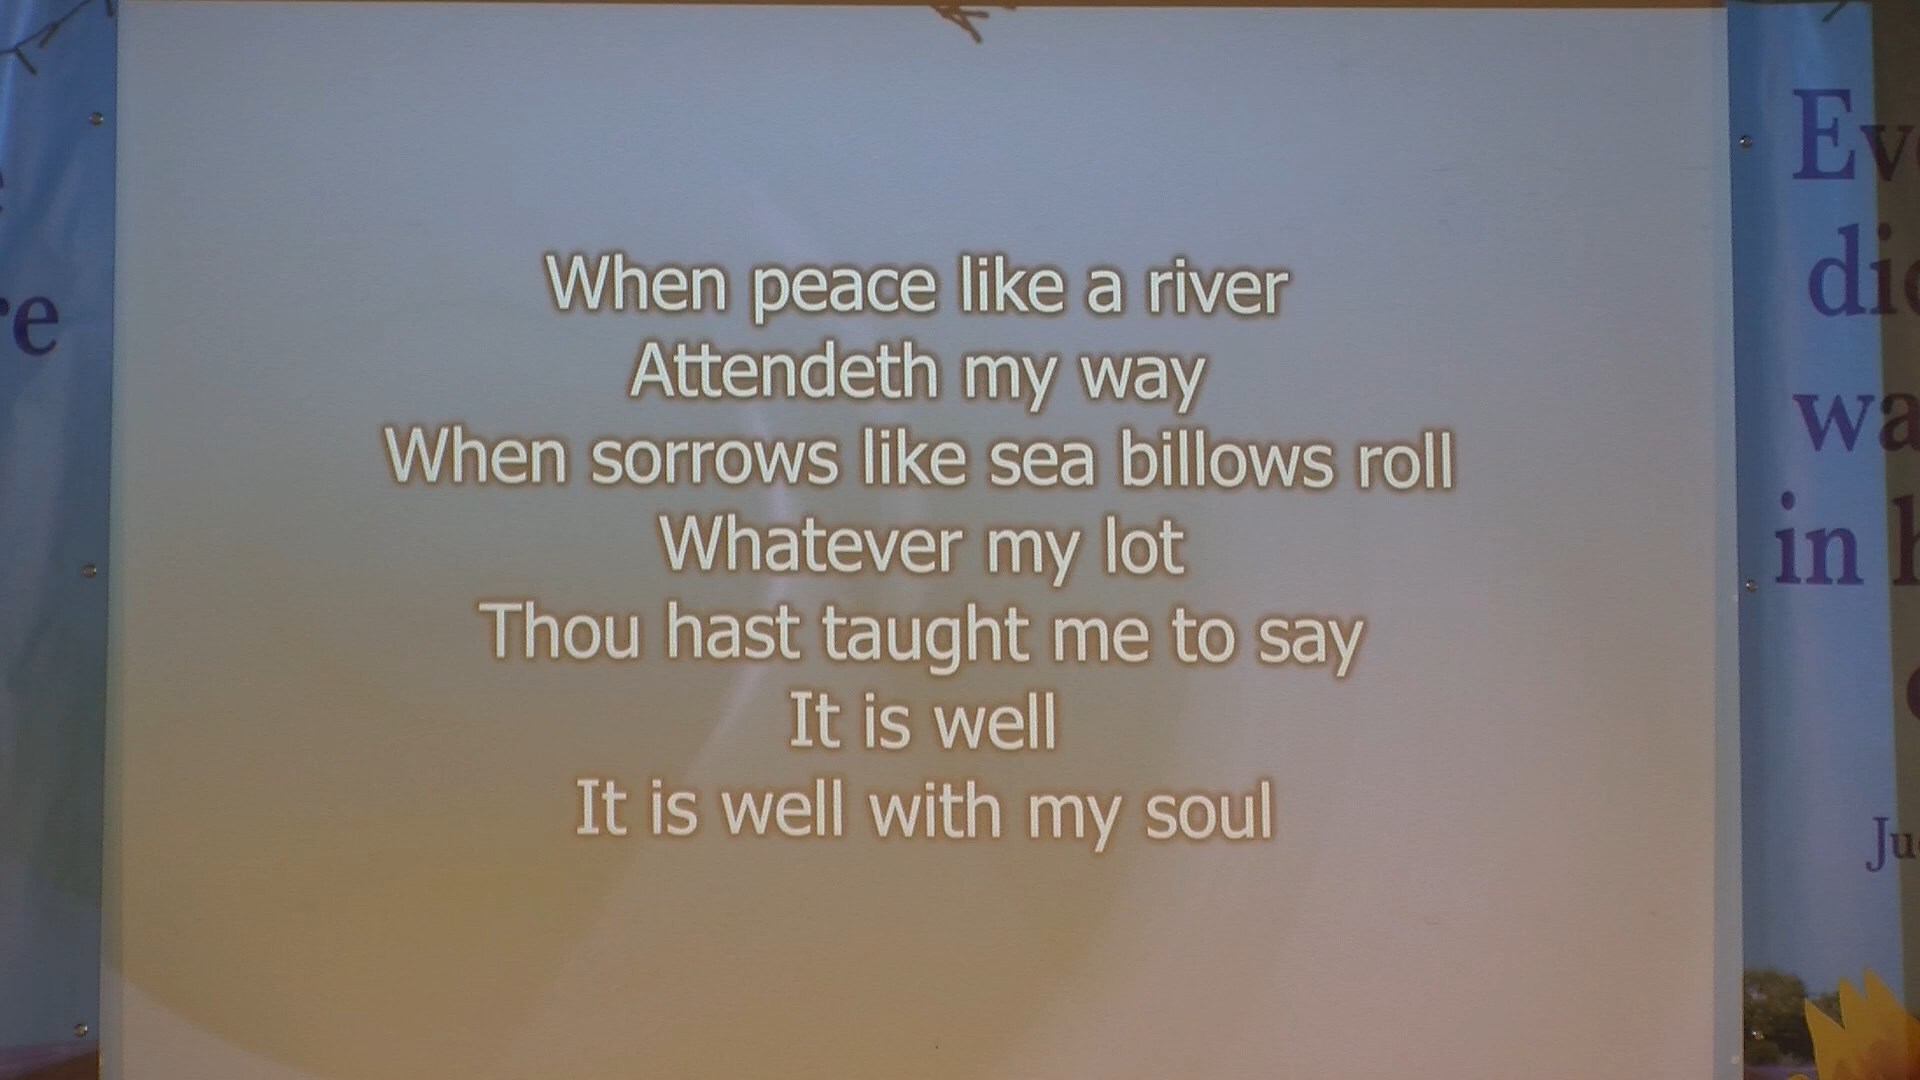 When peace like a river
Attendeth my way
When sorrows like sea billows roll
Whatever my lot
Thou hast taught me to say
It is well
It is well with my soul
in